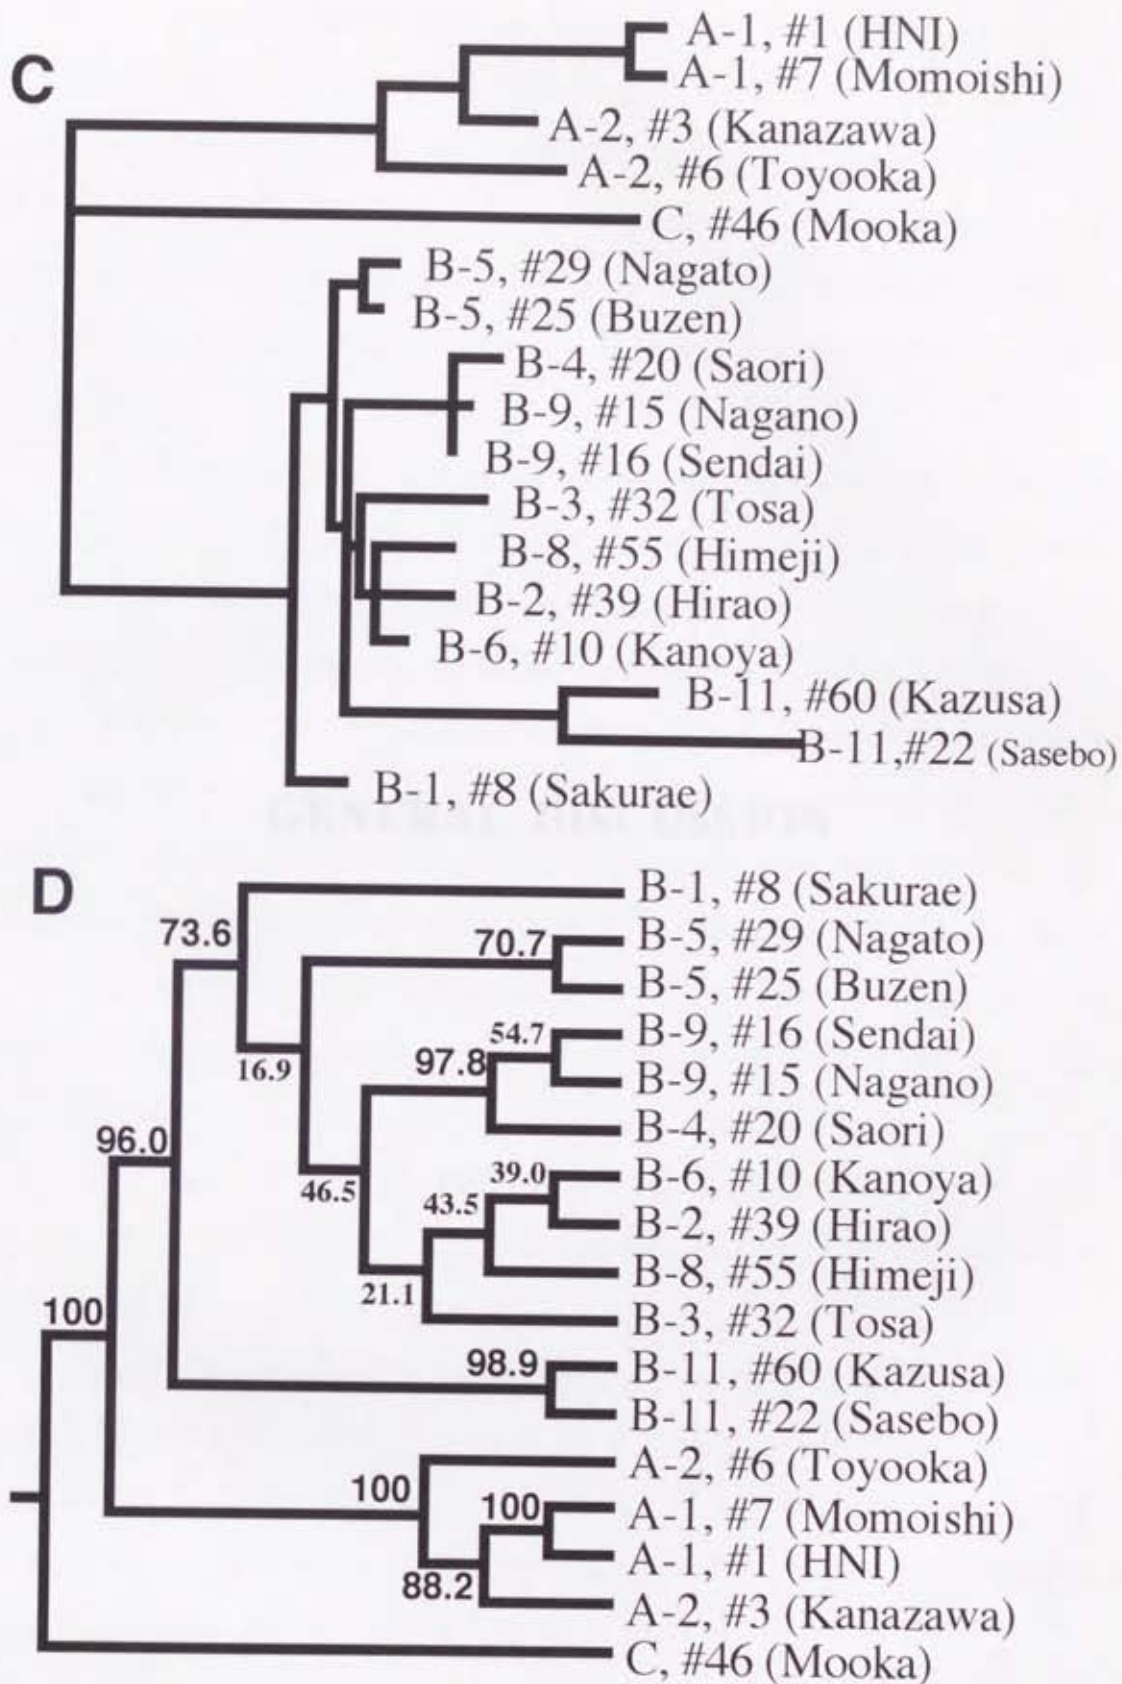 C
A-1, #1 (HNI)
A-1, #7 (Momoishi)
A-2, #3 (Kanazawa)
A-2, #6 (Toyooka)
C, #46 (Mooka)
B-5, #29 (Nagato)
B-5, #25 (Buzen)
B-4, #20 (Saori)
B-9, #15 (Nagano)
B-9, #16 (Sendai)
B-3, #32 (Tosa)
B-8, #55 (Himeji)
B-2, #39 (Hirao)
B-6, #10 (Kanoya)
B-11, #60 (Kazusa)
B-11,#22 (Sasebo)
B-1, #8 (Sakurae)
GENERAL DISCUSSION
D
B-1, #8 (Sakurae)
73.6
70.7
B-5, #29 (Nagato)
B-5, #25 (Buzen)
16.9
54.7
B-9, #16 (Sendai)
97.8
B-9, #15 (Nagano)
B-4, #20 (Saori)
96.0
46.5
39.0
B-6, #10 (Kanoya)
43.5
B-2, #39 (Hirao)
B-8, #55 (Himeji)
21.1
B-3, #32 (Tosa)
100
98.9
B-11, #60 (Kazusa)
B-11, #22 (Sasebo)
A-2, #6 (Toyooka)
100
100
A-1, #7 (Momoishi)
A-1, #1 (HNI)
88.2
A-2, #3 (Kanazawa)
C, #46 (Mooka)